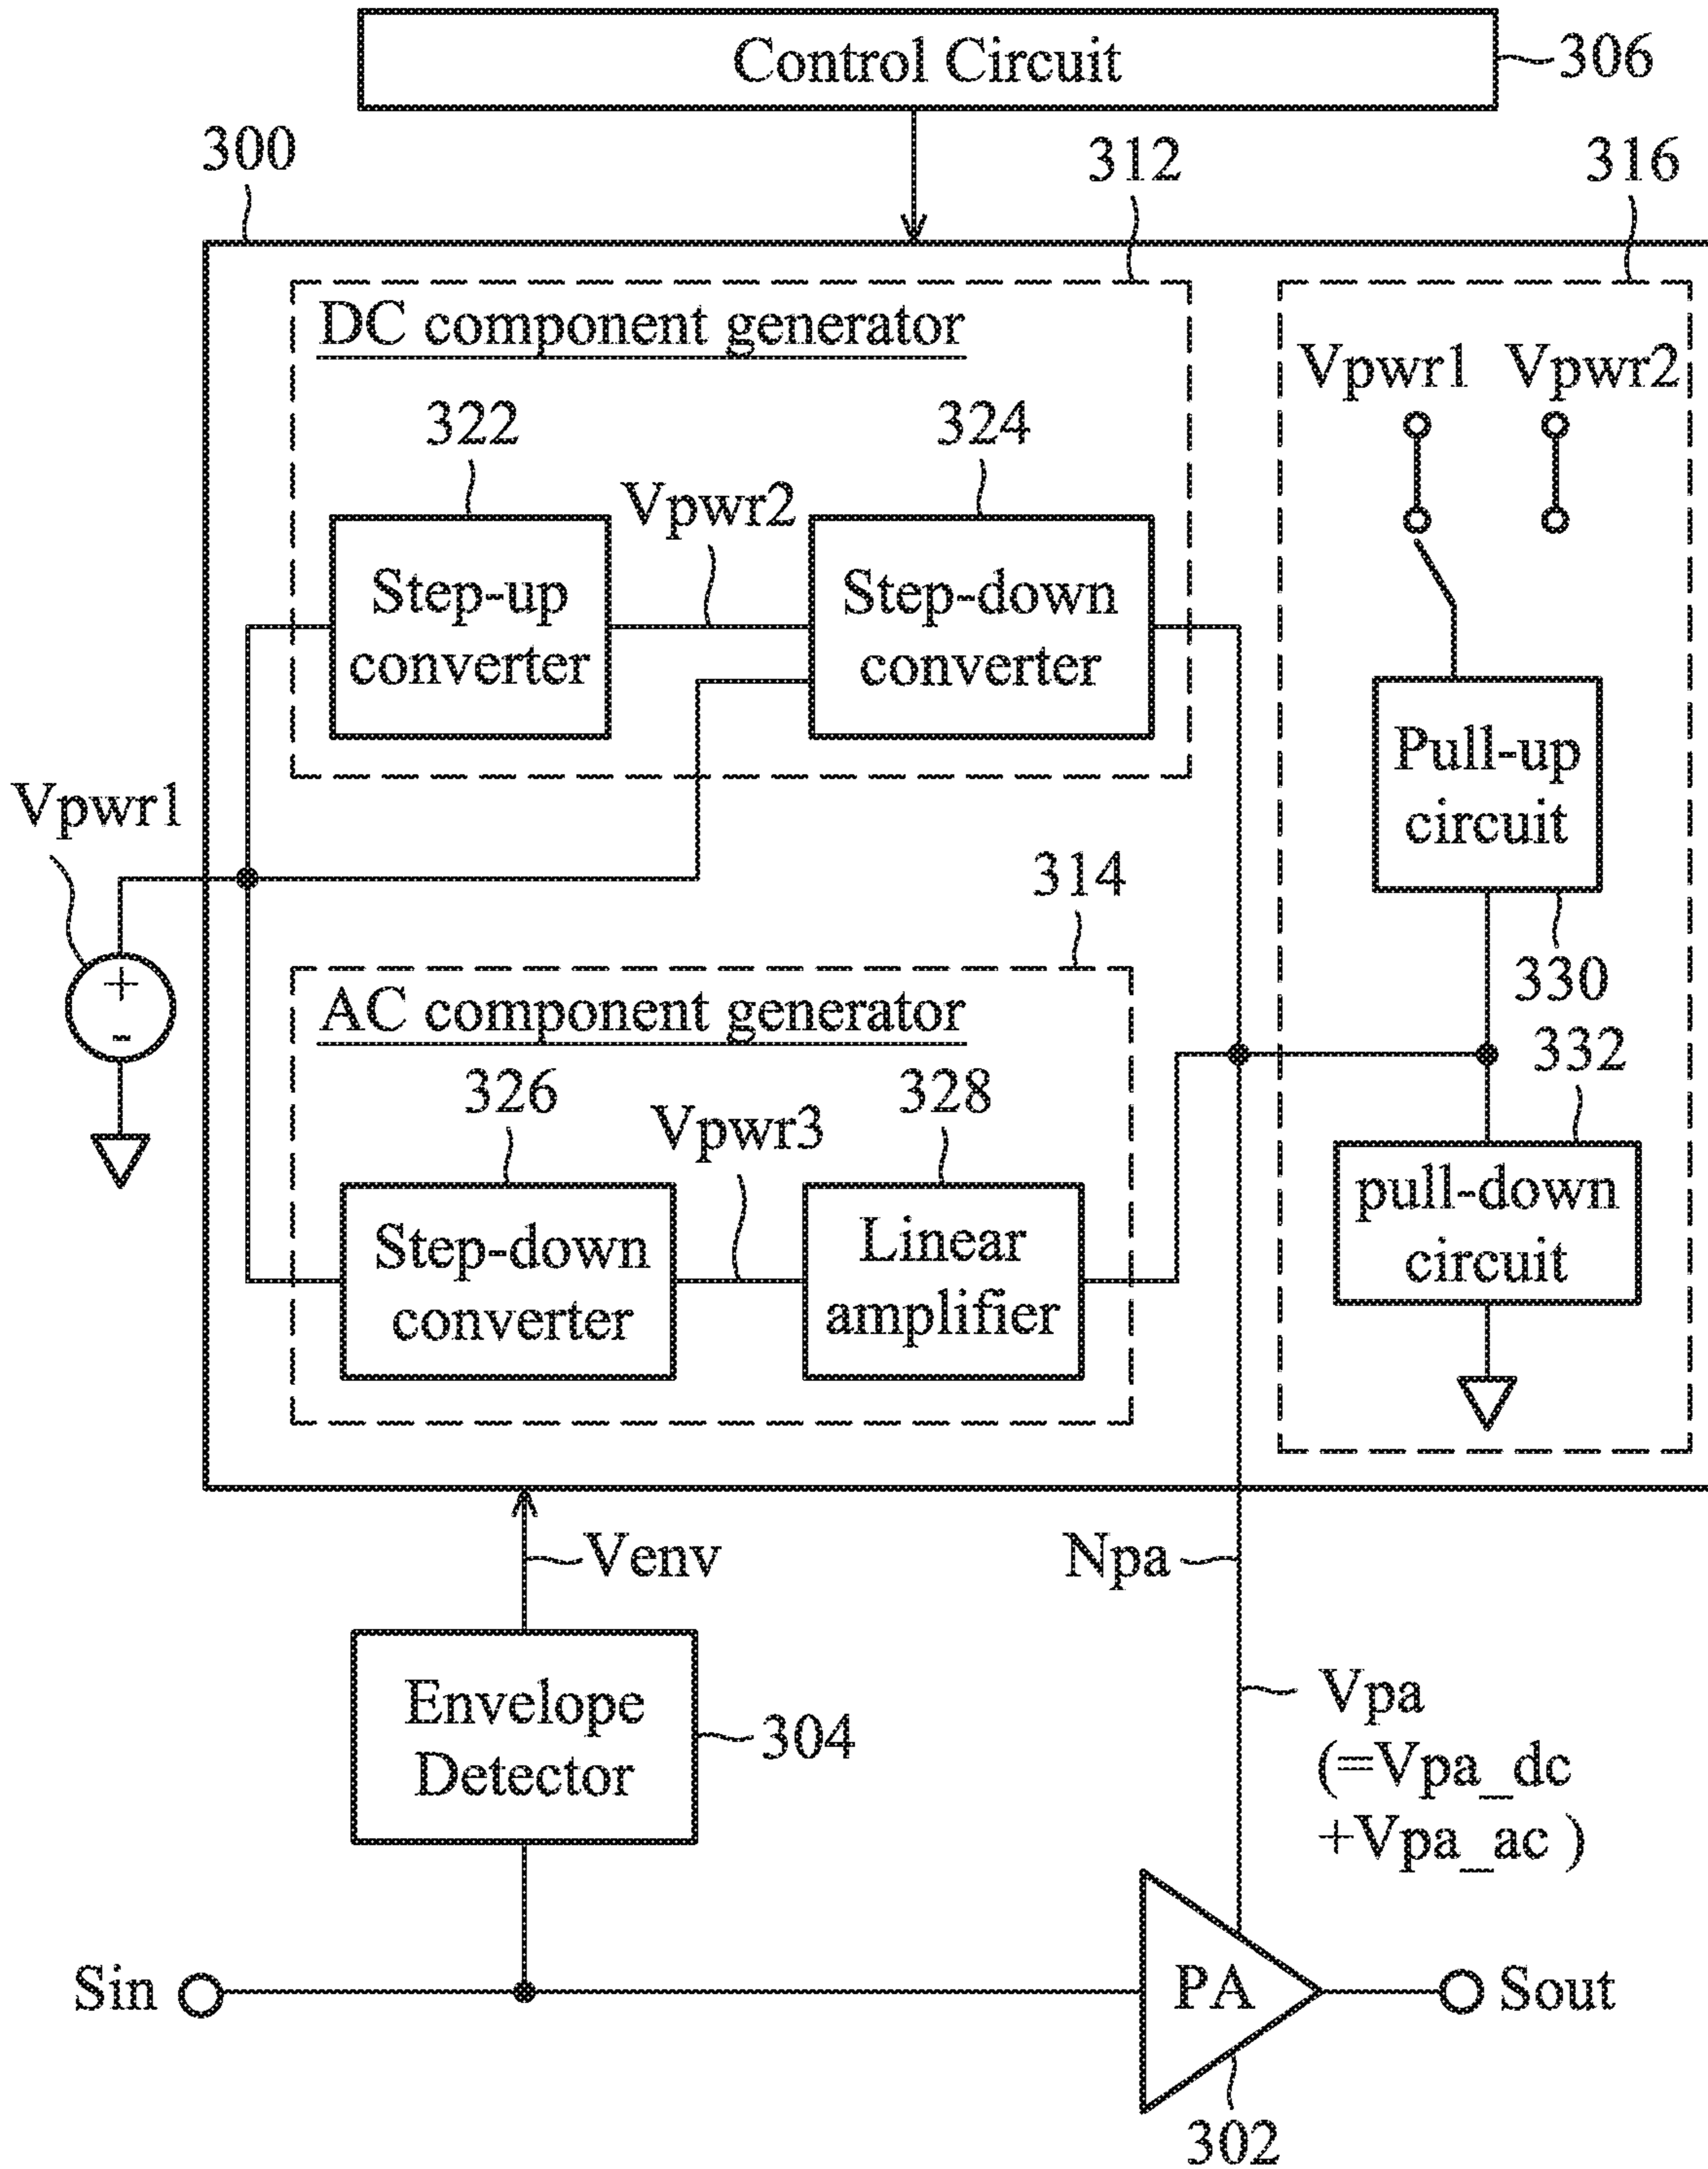 Control Circuit
306
300
312
316
DC component generator
Vpwr1
Vpwr2
322
324
Vpwr2
Step-up
converter
Step-down
converter
Pull-up
circuit
Vpwr1
314
330
+
-
AC component generator
332
326
Vpwr3
328
Step-down
converter
Linear
amplifier
pull-down
circuit
Venv
Npa
Envelope
Detector
304
Vpa
(=Vpa_dc
+Vpa_ac )
Sin
PA
Sout
302